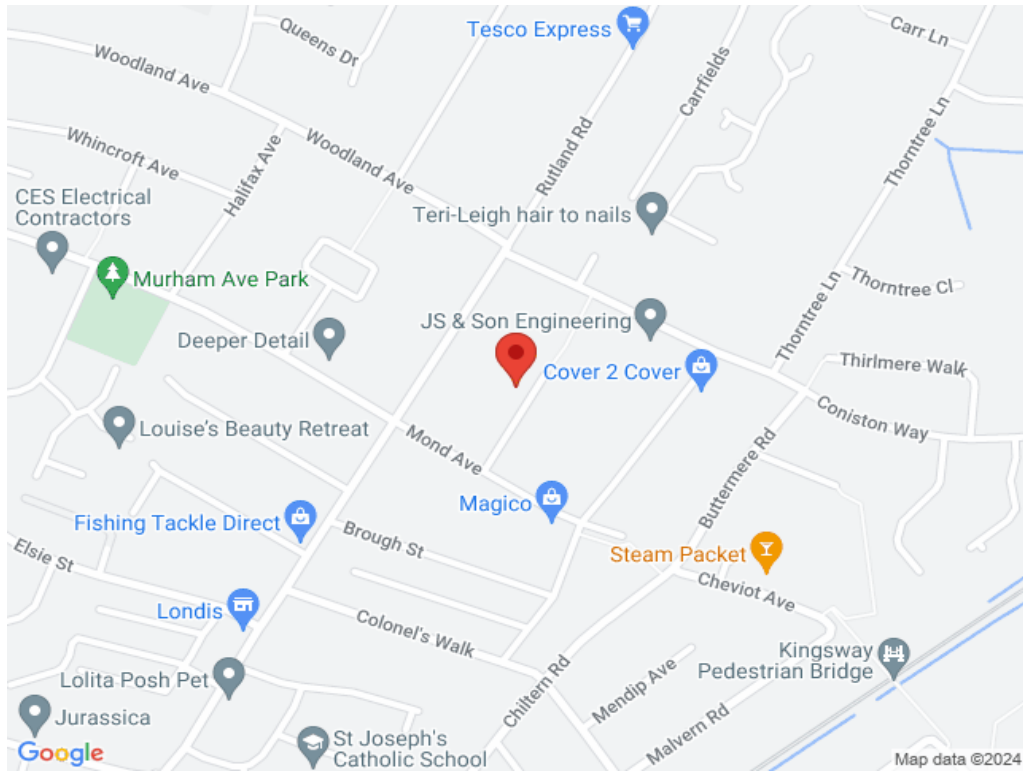 Tesco Express
Queens Dr
Carr Ln
Woodland Ave
Carrfields
Whincroft Ave
Halifax Ave
Woodland Ave
Rutland Rd
Thorntree Ln
CES Electrical
Contractors
Teri-Leigh hair to nails
Murham Ave Park
Thorntree Cl
Thorntree Ln
Deeper Detail
JS & Son Engineering
Cover 2 Cover
Thirlmere Walk
Louise's Beauty Retreat
Mond Ave
Coniston Way
Buttermere Rd
Magico
Fishing Tackle Direct
Brough St
Steam Packet
Elsie St
Cheviot Ave
Londis
Colonel's Walk
Kingsway
Pedestrian Bridge
Lolita Posh Pet
Chiltern Rd
Mendip Ave
Malvern Rd
Jurassica
St Joseph's
Catholic School
Google
Map data ©2024